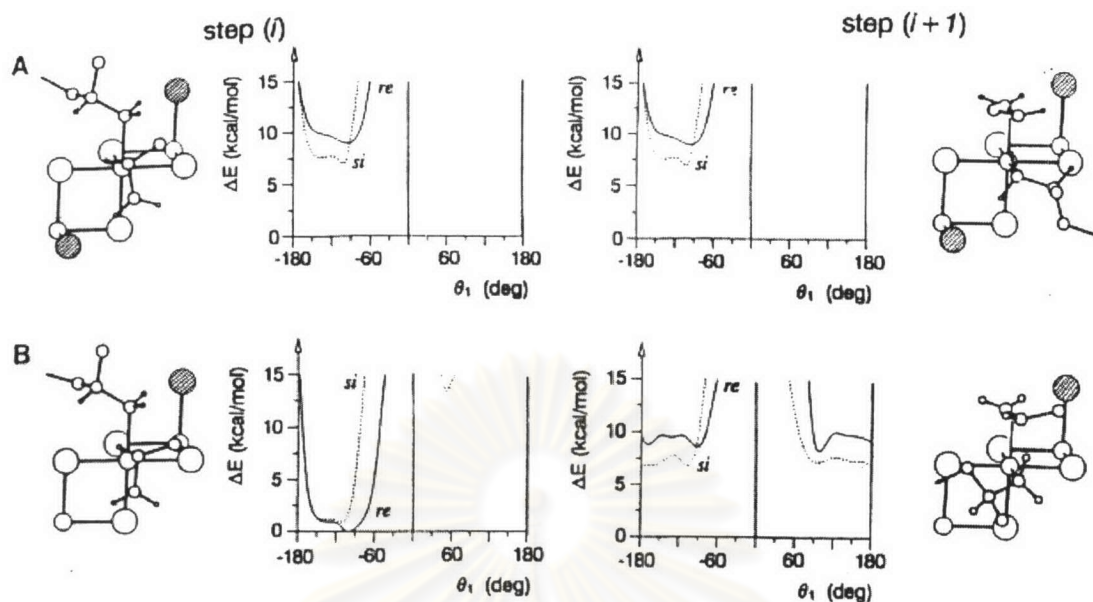 step (i)
step (i + 1)
A
ΔE (kcal/mol)
15
10
5
0
re
si
-180
-60
60
180
θ₁ (deg)
ΔE (kcal/mol)
15
10
5
0
re
si
-180
-60
60
180
θ₁ (deg)
B
ΔE (kcal/mol)
15
10
5
0
si
re
-180
-60
60
180
θ₁ (deg)
ΔE (kcal/mol)
15
10
5
0
re
si
-180
-60
60
180
θ₁ (deg)